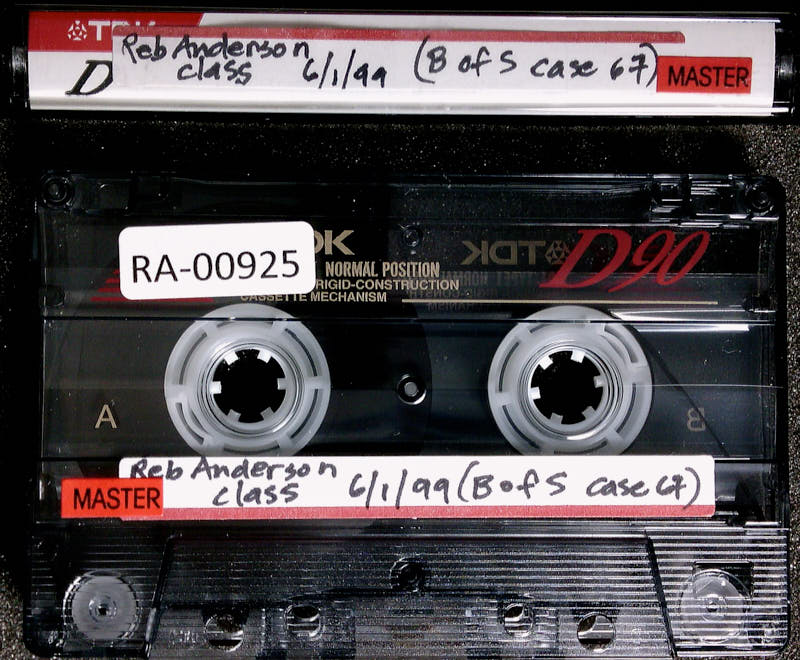 TDK
Reb Anderson
class 6/1/99 (B of S case 67)
MASTER
D
RA-00925
DK
TDK D90
NORMAL POSITION
RIGID-CONSTRUCTION
CASSETTE MECHANISM
A
B
Reb Anderson
class 6/1/99 (B of S case 67)
MASTER